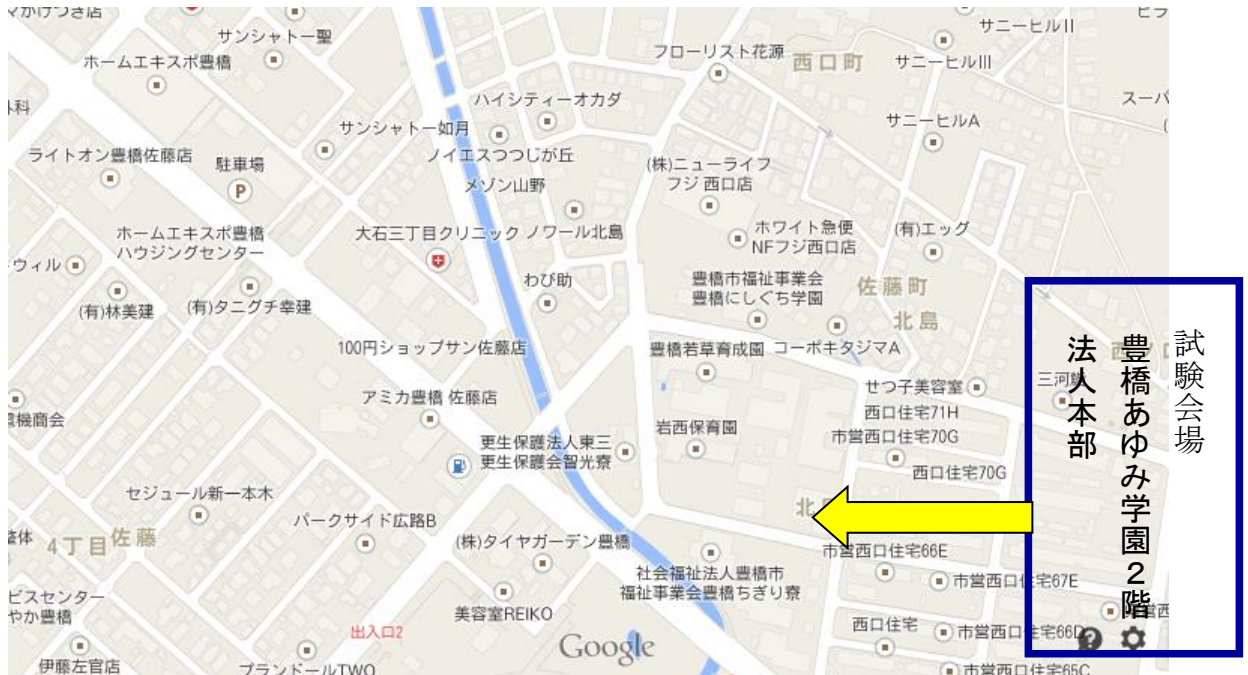 マかけつき店
サンシャトー聖
ホームエキスポ豊橋
フローリスト花源
西口町
サニーヒルII
サニーヒルIII
ハイシティーオカダ
サニーヒルA
サンシャトー如月
ノイエスつつじが丘
ライトオン豊橋佐藤店
駐車場
P
(株)ニューライフ
フジ 西口店
メゾン山野
ホームエキスポ豊橋
ハウジングセンター
大石三丁目クリニック
ノワール北島
ホワイト急便
NFフジ西口店
(有)エッグ
ウィル
わび助
豊橋市福祉事業会
豊橋にしぐち学園
佐藤町
北島
(有)林美建
(有)タニグチ幸建
100円ショップサン佐藤店
豊橋若草育成園
コーポキタジマA
せつ子美容室
アミカ豊橋 佐藤店
西口住宅71H
岩西保育園
市営西口住宅70G
更生保護法人東三
更生保護会智光寮
西口住宅70G
セジュール新一本木
パークサイド広路B
佐藤
4丁目
(株)タイヤガーデン豊橋
市営西口住宅66E
社会福祉法人豊橋市
福祉事業会豊橋ちぎり寮
市営西口住宅67E
美容室REIKO
西口住宅
市営西口住宅66D
出入口2
Google
伊藤左官店
ブランドールTWO
市営西口住宅65C
試験会場
豊橋あゆみ学園2階
法人本部